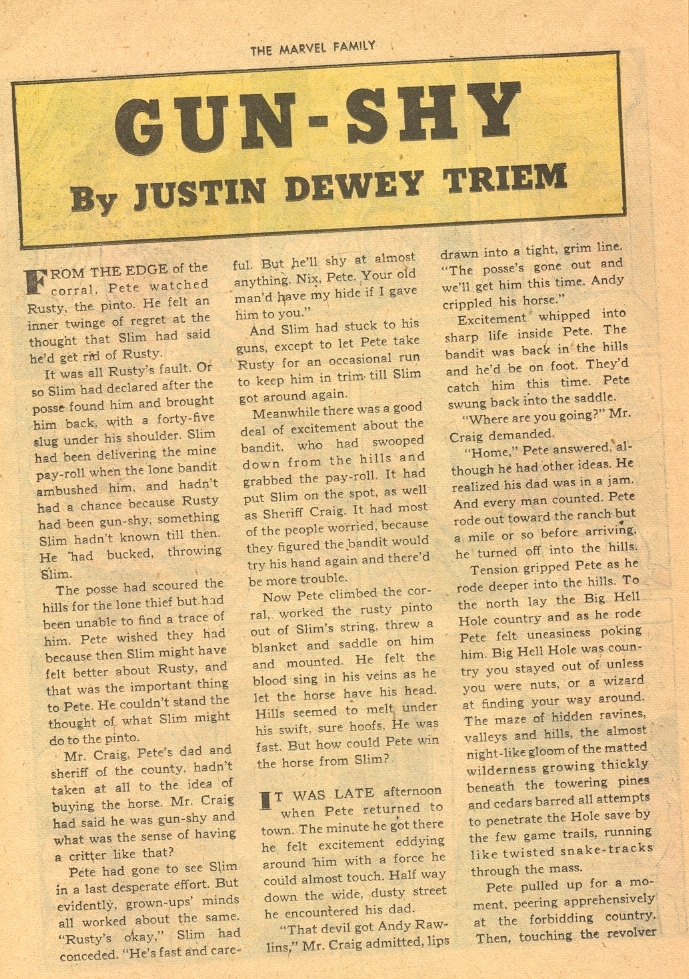 THE MARVEL FAMILY
GUN-SHY
By JUSTIN DEWEY TRIEM
FROM THE EDGE of the
corral, Pete watched
Rusty, the pinto. He felt an
inner twinge of regret at the
thought that Slim had said
he'd get rid of Rusty.
It was all Rusty's fault. Or
so Slim had declared after the
posse found him and brought
him back, with a forty-five
slug under his shoulder. Slim
had been delivering the mine
pay-roll when the lone bandit
ambushed him, and hadn't
had a chance because Rusty
had been gun-shy; something
Slim hadn't known till then.
He had bucked, throwing
Slim.
The posse had scoured the
hills for the lone thief but had
been unable to find a trace of
him. Pete wished they had
because then Slim might have
felt better about Rusty, and
that was the important thing
to Pete. He couldn't stand the
thought of what Slim might
do to the pinto.
Mr. Craig, Pete's dad and
sheriff of the county, hadn't
taken at all to the idea of
buying the horse. Mr. Craig
had said he was gun-shy and
what was the sense of having
a critter like that?
Pete had gone to see Slim
in a last desperate effort. But
evidently, grown-ups' minds
all worked about the same.
"Rusty's okay," Slim had
conceded. "He's fast and care-
ful. But he'll shy at almost
anything. Nix, Pete. Your old
man'd have my hide if I gave
him to you."
And Slim had stuck to his
guns, except to let Pete take
Rusty for an occasional run
to keep him in trim till Slim
got around again.
Meanwhile there was a good
deal of excitement about the
bandit, who had swooped
down from the hills and
grabbed the pay-roll. It had
put Slim on the spot, as well
as Sheriff Craig. It had most
of the people worried, because
they figured the bandit would
try his hand again and there'd
be more trouble.
Now Pete climbed the cor-
ral, worked the rusty pinto
out of Slim's string, threw a
blanket and saddle on him
and mounted. He felt the
blood sing in his veins as he
let the horse have his head.
Hills seemed to melt under
his swift, sure hoofs. He was
fast. But how could Pete win
the horse from Slim?
IT WAS LATE afternoon
when Pete returned to
town. The minute he got there
he felt excitement eddying
around him with a force he
could almost touch. Half way
down the wide, dusty street
he encountered his dad.
"That devil got Andy Raw-
lins," Mr. Craig admitted, lips
drawn into a tight, grim line.
"The posse's gone out and
we'll get him this time. Andy
crippled his horse."
Excitement whipped into
sharp life inside Pete. The
bandit was back in the hills
and he'd be on foot. They'd
catch him this time. Pete
swung back into the saddle.
"Where are you going?" Mr.
Craig demanded.
"Home," Pete answered, al-
though he had other ideas. He
realized his dad was in a jam.
And every man counted. Pete
rode out toward the ranch but
a mile or so before arriving,
he turned off into the hills.
Tension gripped Pete as he
rode deeper into the hills. To
the north lay the Big Hell
Hole country and as he rode
Pete felt uneasiness poking
him. Big Hell Hole was coun-
try you stayed out of unless
you were nuts, or a wizard
at finding your way around.
The maze of hidden ravines,
valleys and hills, the almost
night-like gloom of the matted
wilderness growing thickly
beneath the towering pines
and cedars barred all attempts
to penetrate the Hole save by
the few game trails, running
like twisted snake-tracks
through the mass.
Pete pulled up for a mo-
ment, peering apprehensively
at the forbidding country.
Then, touching the revolver